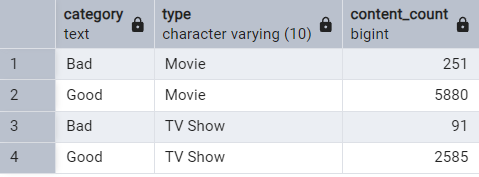 category type content_count
text character varying (10) bigint
1 Bad Movie 251
2 Good Movie 5880
3 Bad TV Show 91
4 Good TV Show 2585